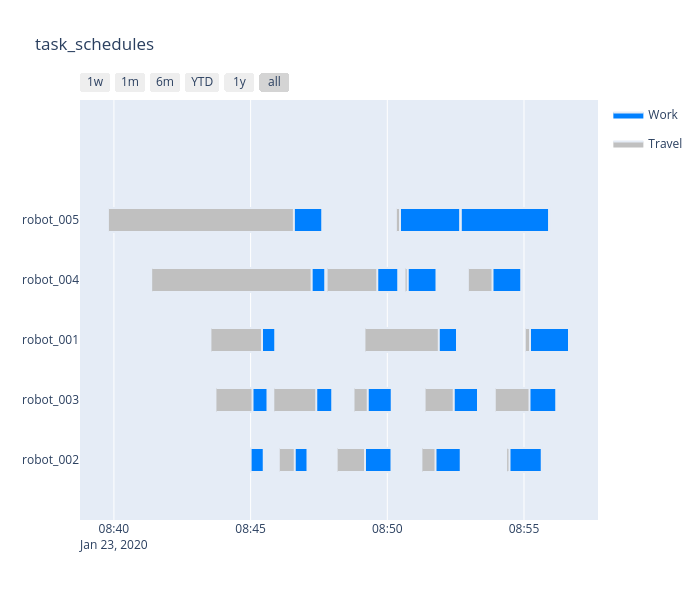 task_schedules
1w 1m 6m YTD 1y all
Work
Travel
robot_005
robot_004
robot_001
robot_003
robot_002
08:40 08:45 08:50 08:55
Jan 23, 2020